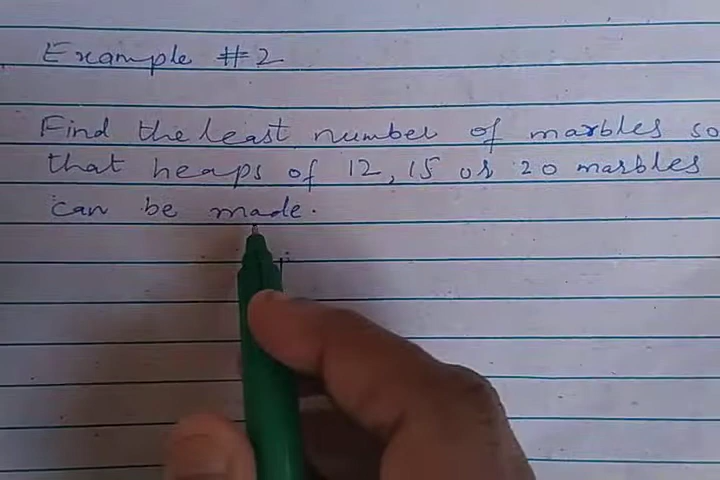 Example #2
Find the least number of marbles so
that heaps of 12, 15 or 20 marbles
can be made.